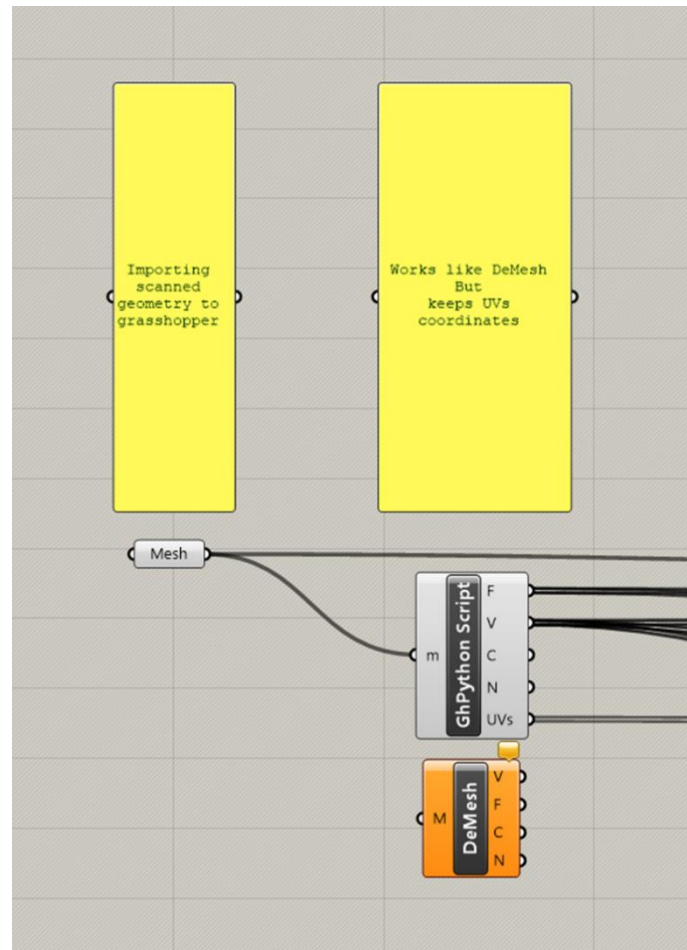 Importing
scanned
geometry to
grasshopper
Works like DeMesh
But
keeps UVs
coordinates
Mesh
m
GhPython Script
F
V
C
N
UVs
M
DeMesh
V
F
C
N